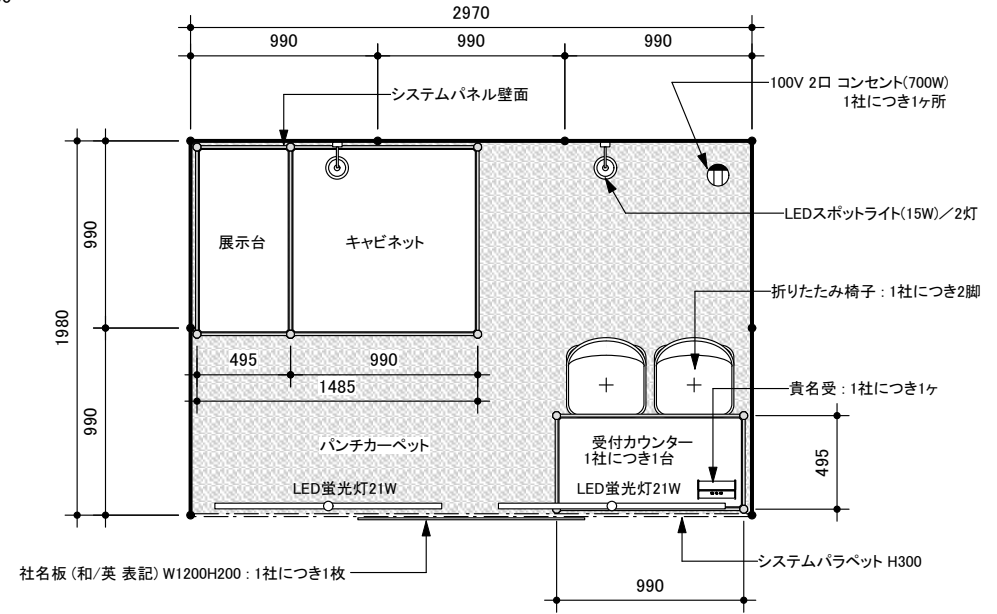 2970
990
990
990
システムパネル壁面
100V 2口 コンセント(700W)
1社につき1ヶ所
LEDスポットライト(15W)／2灯
990
展示台
キャビネット
1980
折りたたみ椅子 : 1社につき2脚
495
990
1485
貴名受 : 1社につき1ヶ
990
パンチカーペット
受付カウンター
1社につき1台
495
LED蛍光灯21W
LED蛍光灯21W
システムパラペット H300
社名板 (和/英 表記) W1200H200 : 1社につき1枚
990